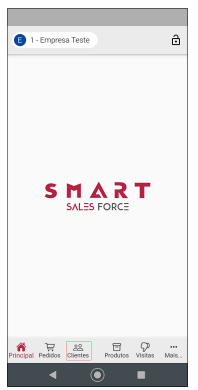 E 1 - Empresa Teste
SMART
SALES FORCE
Principal Pedidos Clientes Produtos Visitas Mais...